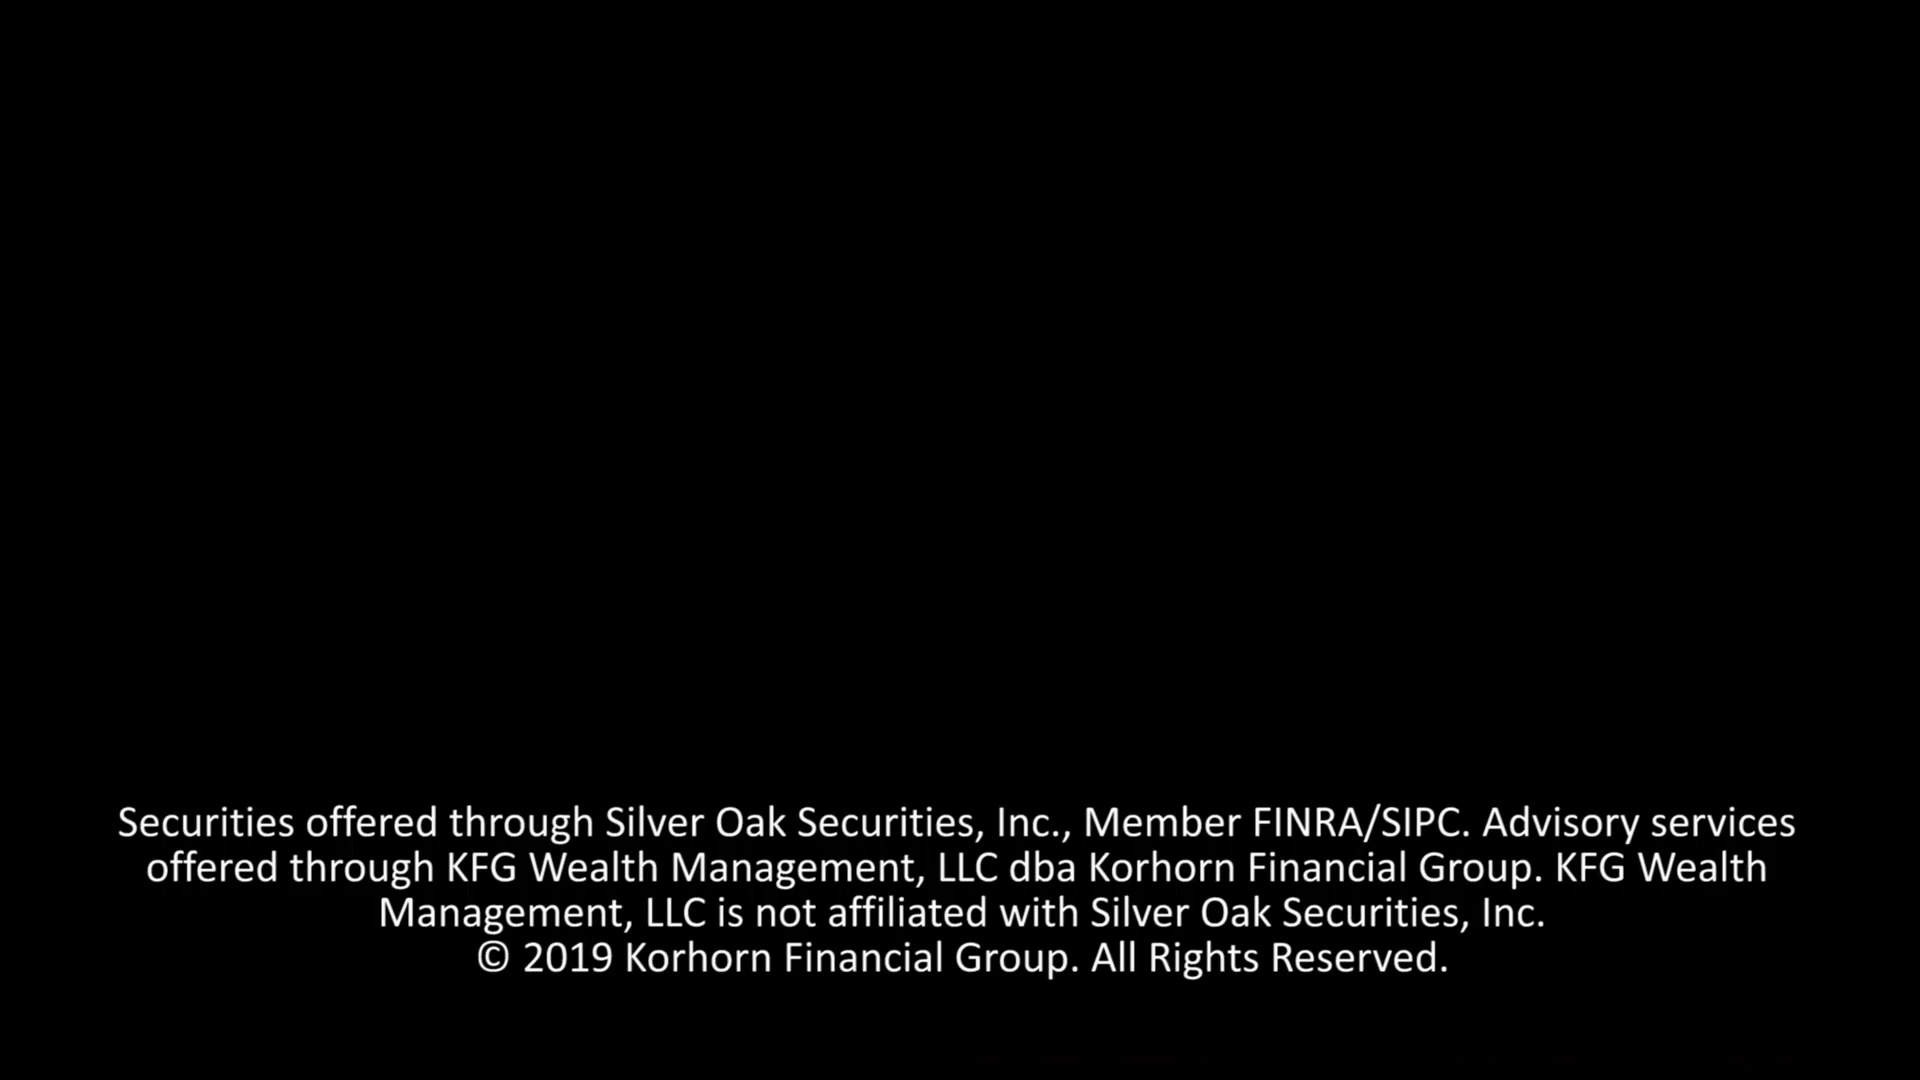 Securities offered through Silver Oak Securities, Inc., Member FINRA/SIPC. Advisory services
offered through KFG Wealth Management, LLC dba Korhorn Financial Group. KFG Wealth
Management, LLC is not affiliated with Silver Oak Securities, Inc.
© 2019 Korhorn Financial Group. All Rights Reserved.